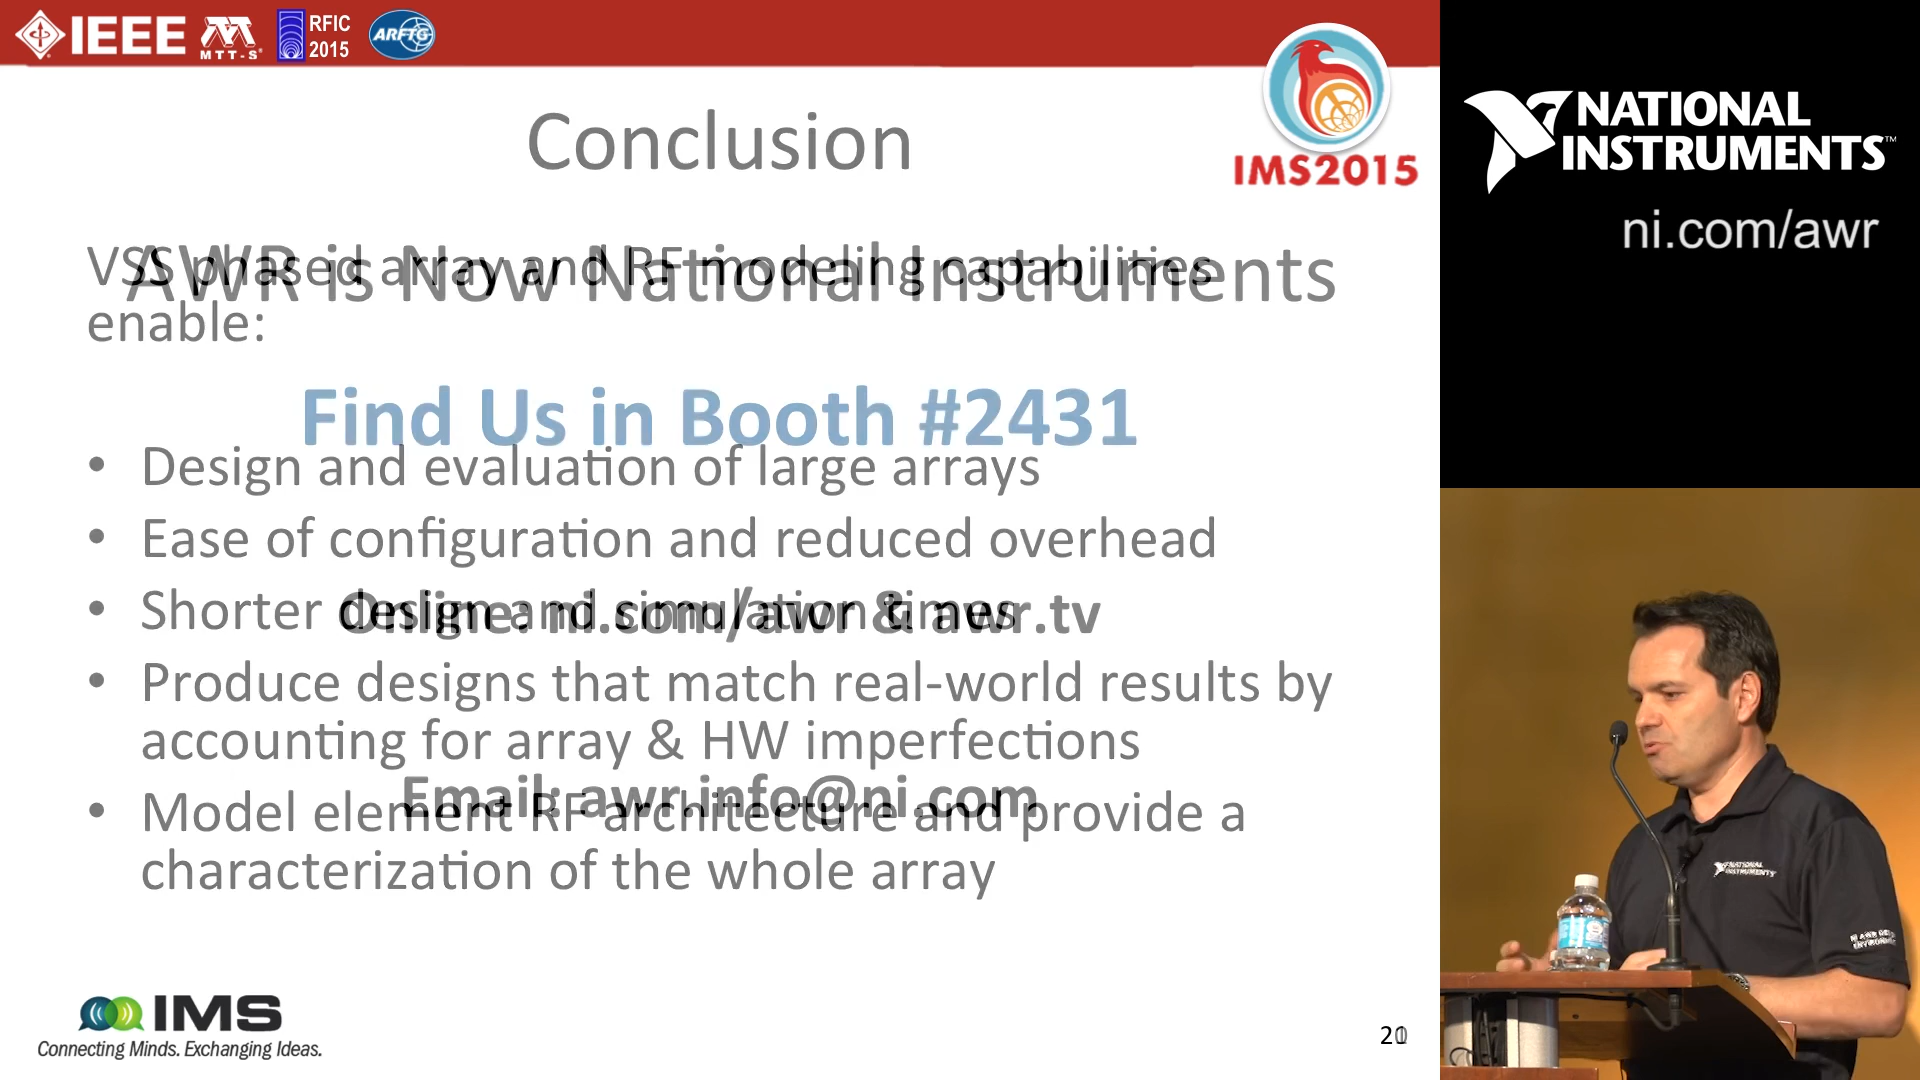 IEEE
MTT-S
RFIC
2015
ARFTG
IMS2015
Conclusion
VSS phased array and RF modeling capabilities
enable:
AWR is Now National Instruments
Find Us in Booth #2431
• Design and evaluation of large arrays
• Ease of configuration and reduced overhead
• Shorter design and simulation times
Online: ni.com/awr & awr.tv
• Produce designs that match real-world results by
accounting for array & HW imperfections
Email: awr.info@ni.com
• Model element RF architecture and provide a
characterization of the whole array
IMS
Connecting Minds. Exchanging Ideas.
NATIONAL
INSTRUMENTS™
ni.com/awr
NATIONAL
INSTRUMENTS